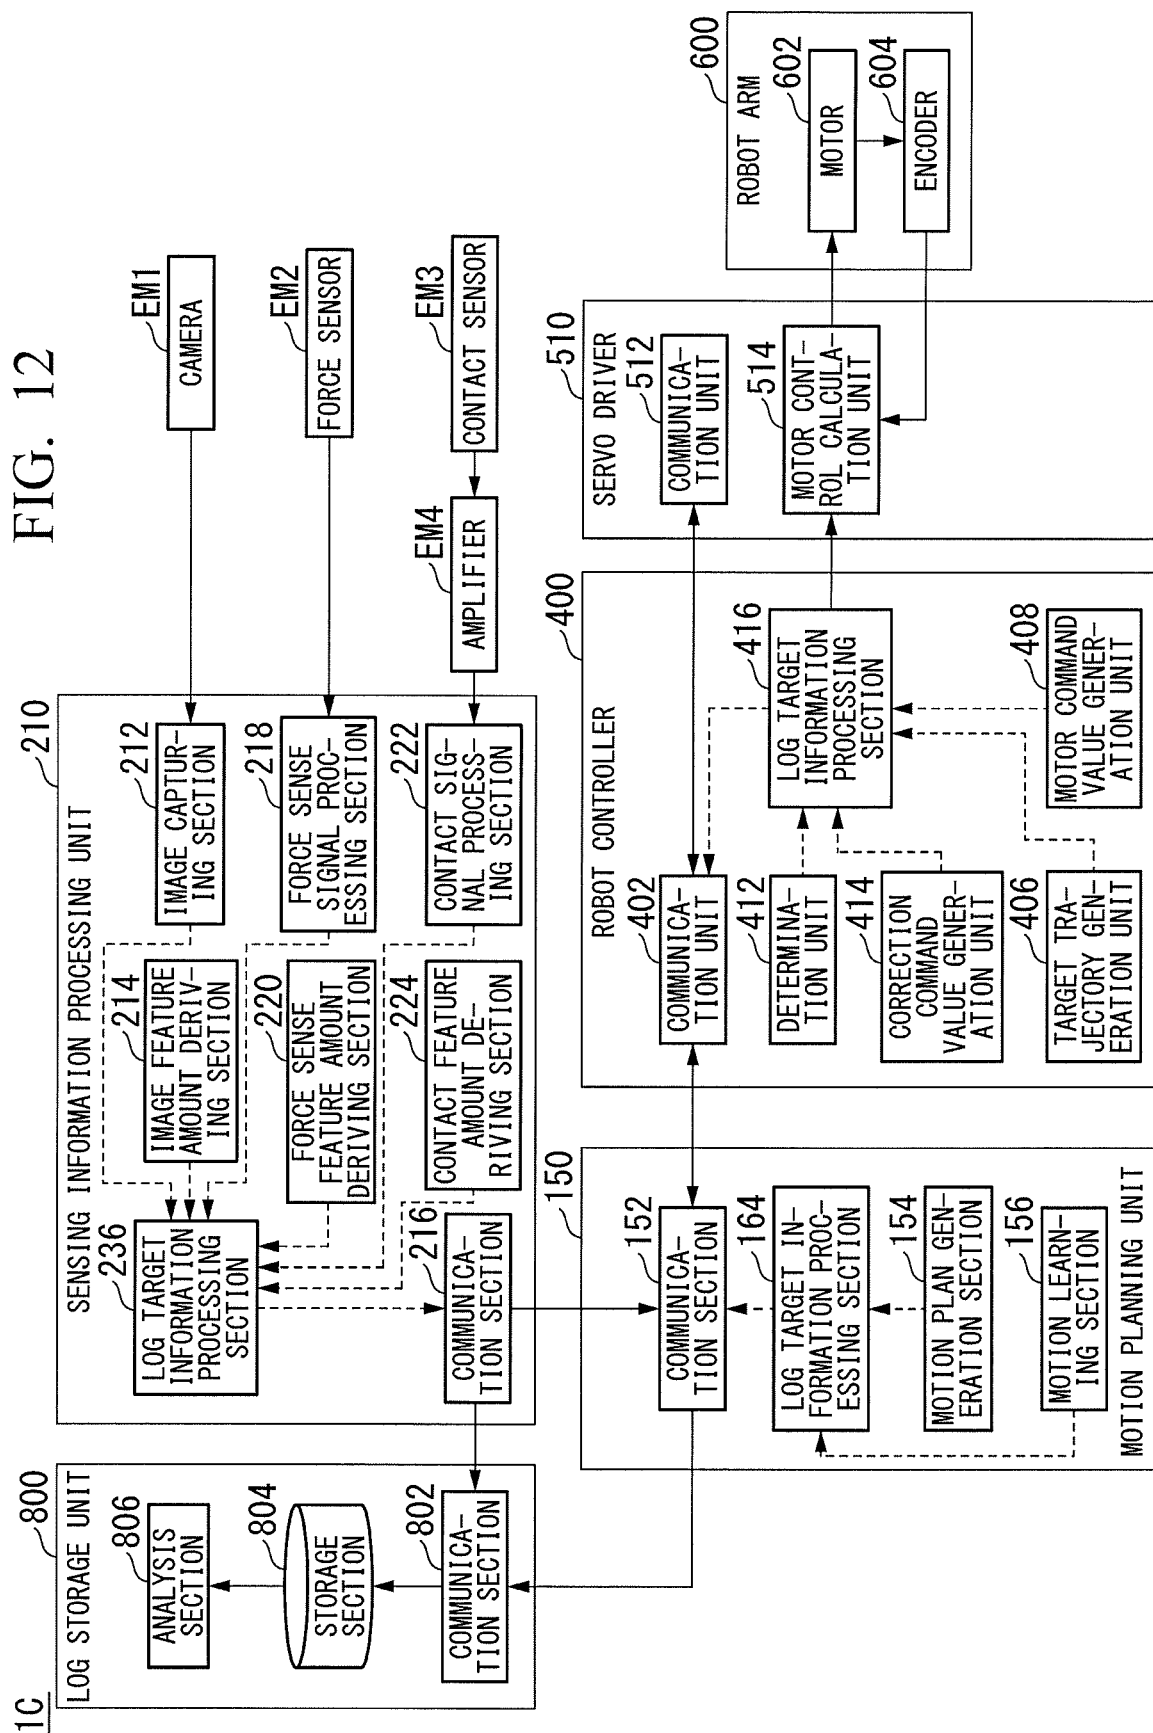 FIG. 12
1C
800
LOG STORAGE UNIT
806
ANALYSIS
SECTION
804
STORAGE
SECTION
802
COMMUNICA-
TION SECTION
210
SENSING INFORMATION PROCESSING UNIT
236
LOG TARGET
INFORMATION
PROCESSING
SECTION
214
IMAGE FEATURE
AMOUNT DERIV-
ING SECTION
212
IMAGE CAPTUR-
ING SECTION
220
FORCE SENSE
FEATURE AMOUNT
DERIVING SECTION
218
FORCE SENSE
SIGNAL PROC-
ESSING SECTION
216
COMMUNICA-
TION SECTION
224
CONTACT FEATURE
AMOUNT DE-
RIVING SECTION
222
CONTACT SIG-
NAL PROCESS-
ING SECTION
EM1
CAMERA
EM2
FORCE SENSOR
EM4
AMPLIFIER
EM3
CONTACT SENSOR
150
152
COMMUNICA-
TION SECTION
164
LOG TARGET IN-
FORMATION PROC-
ESSING SECTION
154
MOTION PLAN GEN-
ERATION SECTION
156
MOTION LEARN-
ING SECTION
MOTION PLANNING UNIT
400
ROBOT CONTROLLER
402
COMMUNICA-
TION UNIT
412
DETERMINA-
TION UNIT
414
CORRECTION
COMMAND
VALUE GENER-
ATION UNIT
406
TARGET TRA-
JECTORY GEN-
ERATION UNIT
416
LOG TARGET
INFORMATION
PROCESSING
SECTION
408
MOTOR COMMAND
VALUE GENER-
ATION UNIT
510
SERVO DRIVER
512
COMMUNICA-
TION UNIT
514
MOTOR CONT-
ROL CALCULA-
TION UNIT
600
ROBOT ARM
602
MOTOR
604
ENCODER